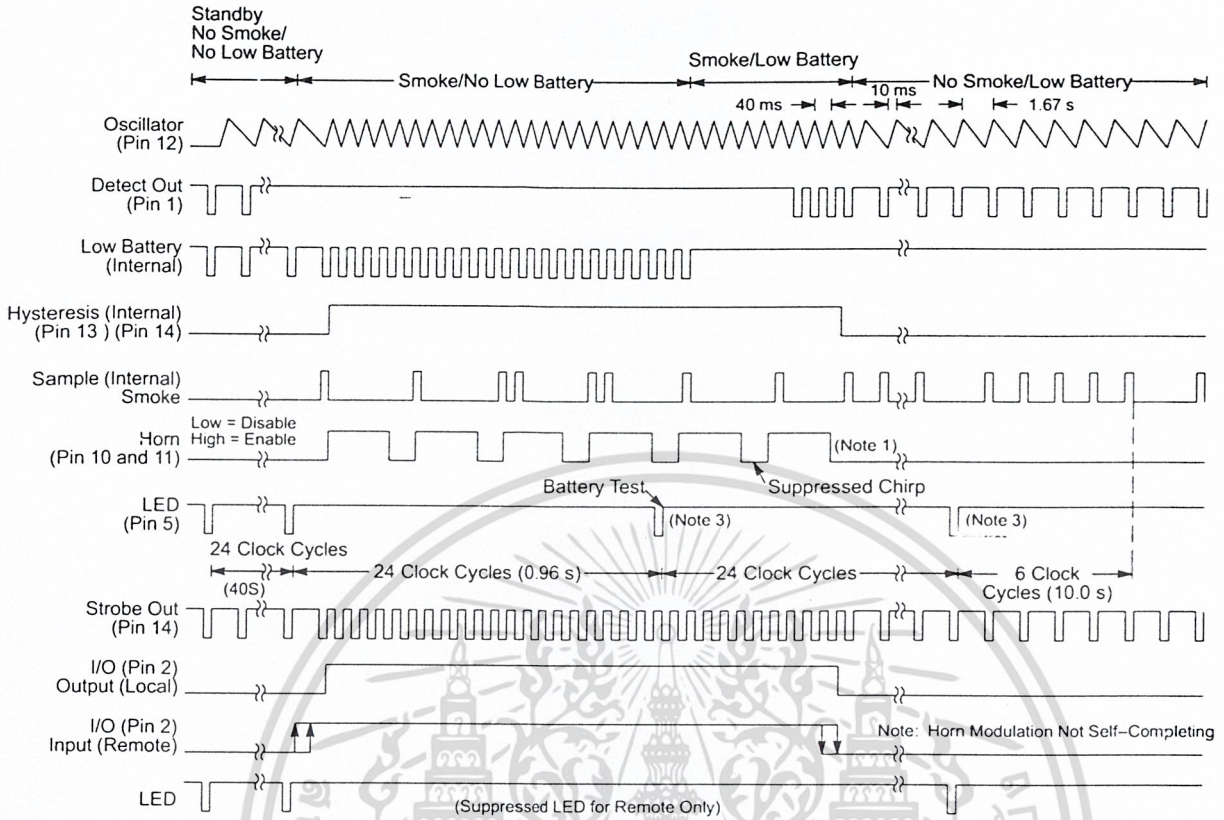 Standby
No Smoke/
No Low Battery
Smoke/No Low Battery
Smoke/Low Battery
No Smoke/Low Battery
40 ms
10 ms
1.67 s
Oscillator
(Pin 12)
Detect Out
(Pin 1)
Low Battery
(Internal)
Hysteresis (Internal)
(Pin 13 ) (Pin 14)
Sample (Internal)
Smoke
Low = Disable
High = Enable
Horn
(Pin 10 and 11)
(Note 1)
Battery Test
Suppressed Chirp
LED
(Pin 5)
(Note 3)
(Note 3)
24 Clock Cycles
(40S)
24 Clock Cycles (0.96 s)
24 Clock Cycles
6 Clock
Cycles (10.0 s)
Strobe Out
(Pin 14)
I/O (Pin 2)
Output (Local)
I/O (Pin 2)
Input (Remote)
Note: Horn Modulation Not Self–Completing
LED
(Suppressed LED for Remote Only)